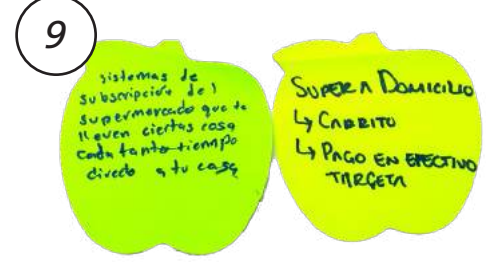 9
sistemas de
subscripción del
supermercado que te
lleven ciertas cosa
cada tanto tiempo
directo a tu casa
SUPER A DOMICILIO
↳ CARRITO
↳ PAGO EN EFECTIVO
TARGETA